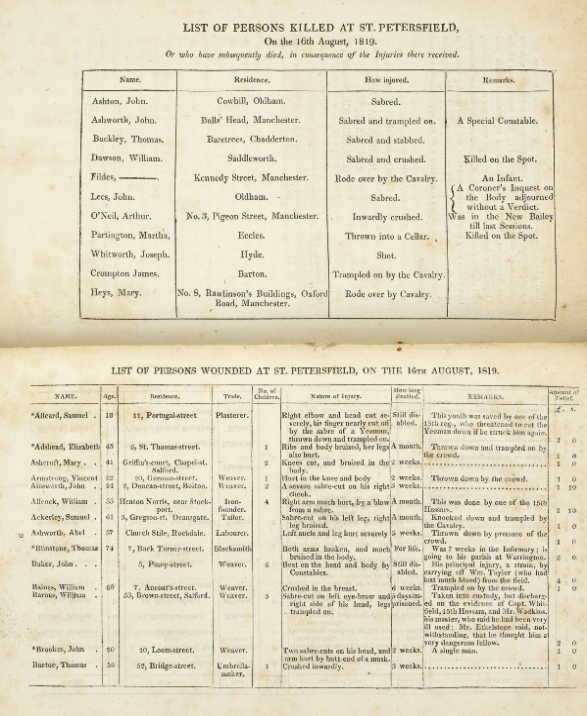 LIST OF PERSONS KILLED AT ST. PETERSFIELD,
On the 16th August, 1819.
Or who have subsequently died, in consequence of the Injuries there received.
Name. Residence. How injured. Remarks.
Ashton, John. Cowhill, Oldham. Sabred.
Ashworth, John. Bulls' Head, Manchester. Sabred and trampled on. A Special Constable.
Buckley, Thomas. Baretrees, Chadderton. Sabred and stabbed.
Dawson, William. Saddleworth. Sabred and crushed. Killed on the Spot.
Fildes, ———. Kennedy Street, Manchester. Rode over by the Cavalry. An Infant.
Lees, John. Oldham. Sabred. { A Coroner's Inquest on
the Body adjourned
without a Verdict.
O'Neil, Arthur. No. 3, Pigeon Street, Manchester. Inwardly crushed. Was in the New Bailey
till last Sessions.
Partington, Martha, Eccles. Thrown into a Cellar. Killed on the Spot.
Whitworth, Joseph. Hyde. Shot.
Crompton James. Barton. Trampled on by the Cavalry.
Heys, Mary. No. 8, Rawlinson's Buildings, Oxford Rode over by Cavalry.
Road, Manchester.
LIST OF PERSONS WOUNDED AT ST. PETERSFIELD, ON THE 16TH AUGUST, 1819.
NAME. Age. Residence. Trade. No. of Children. Nature of Injury. How long disabled. REMARKS. Amount of Relief.
£. s.
*Allcard, Samuel . 19 11, Portugal-street Plasterer. Right elbow and head cut se- Still dis- This youth was saved by one of the
verely, his finger nearly cut off abled. 15th reg., who threatened to cut the
by the sabre of a Yeoman, Yeoman down if he struck him again.
thrown down and trampled on. 2 0
*Adshead, Elizabeth 45 6, St. Thomas-street. 1 Ribs and body bruised, her legs A month. Thrown down and trampled on by
also hurt. the crowd. 1 0
Ashcroft, Mary . . 41 Griffin's-court, Chapel-st. 2 Knees cut, and bruised in the 2 weeks.
Salford. body. 1 0
Armstrong, Vincent 22 20, German-street. Weaver. 1 Hurt in the knee and body 2 weeks. Thrown down by the crowd. 1 0
Ainsworth, John . 24 2, Duncan-street, Bolton. Weaver. 2 A severe sabre-cut on his right 3 weeks. 1 10
cheek.
Allcock, William . 35 Heaton Norris, near Stock- Iron- 4 Right arm much hurt, by a blow A month. This was done by one of the 15th
port. founder. from a sabre. Hussars. 2 10
Ackerley, Samuel . 61 5, Gregson-st. Deansgate. Tailor. Sabre-cut on his left leg, right A month. Knocked down and trampled by
leg bruised. the Cavalry. 1 0
Ashworth, Abel . 37 Church Stile, Rochdale. Labourer. Left ancle and leg hurt severely 3 weeks. Thrown down by pressure of the
crowd. 1 0
*Blinstone, Thomas 74 7, Back Turner-street. Blacksmith Both arms broken, and much For life. Was 7 weeks in the Infirmary; is
bruised in the body. going to his parish at Warrington. 2 0
Baker, John . . . 3, Pump-street. Weaver. 6 Beat on the head and body by Still dis- His principal injury, a strain, by
Constables. abled. carrying off Wm. Taylor (who had
lost much blood) from the field. 4 0
Baines, William . 60 7, Ancoat's-street. Weaver. Crushed in the breast. 6 weeks. Trampled on by the crowd. 1 0
Barnes, William . 33, Brown-street, Salford. Weaver. 5 Sabre-cut on left eye-brow and 5 days im- Taken into custody, but discharg-
right side of his head, legs prisoned. ed on the evidence of Capt. Whit-
trampled on. field, 15th Hussars, and Mr. Wadkins,
his master, who said he had been very
ill used; Mr. Ethelstone said, not-
withstanding, that he thought him a
very dangerous fellow. 2 0
*Brookes, John . 20 20, Loom-street. Weaver. Two sabre-cuts on his head, and 2 weeks. A single man. 1 0
arm hurt by butt-end of a musk.
Buxton, Thomas . 52, Bridge-street. Umbrella- 1 Crushed inwardly. 3 weeks. 1 0
maker.